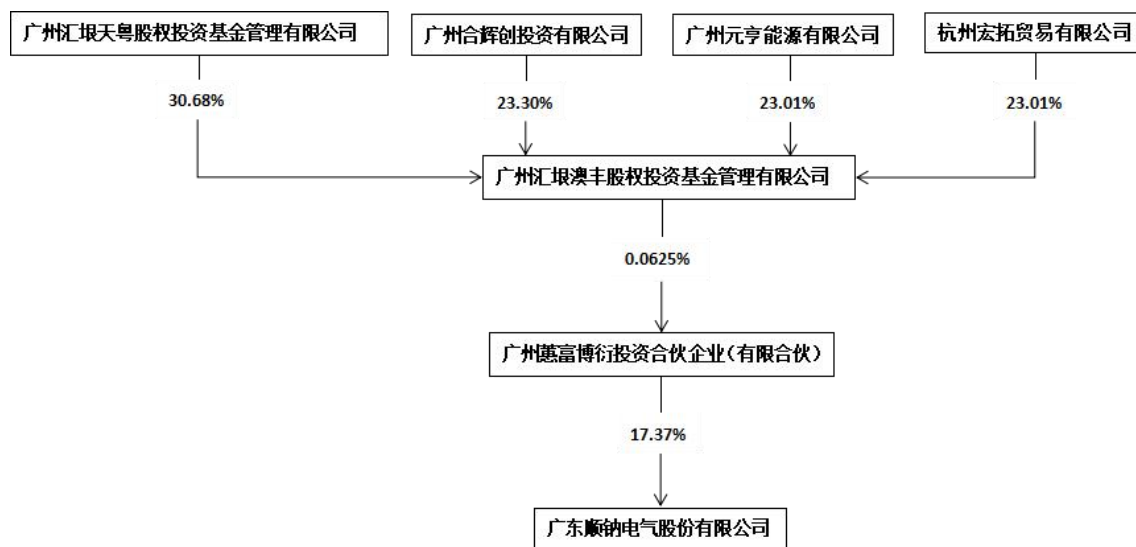 广州汇垠天粤股权投资基金管理有限公司
广州合辉创投资有限公司
广州元亨能源有限公司
杭州宏拓贸易有限公司
30.68%
23.30%
23.01%
23.01%
广州汇垠澳丰股权投资基金管理有限公司
0.0625%
广州蕙富博衍投资合伙企业(有限合伙)
17.37%
广东顺钠电气股份有限公司